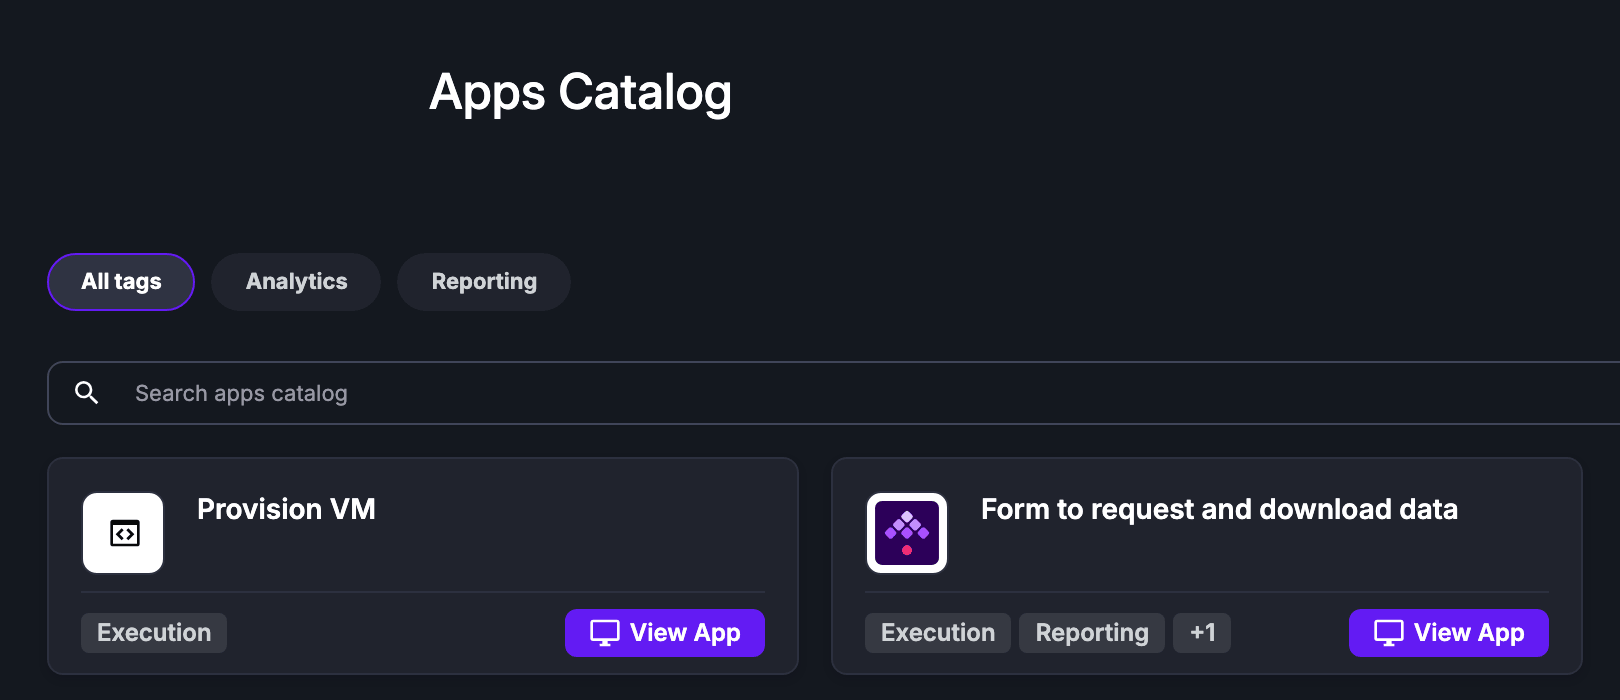 Apps Catalog
All tags
Analytics
Reporting
Search apps catalog
Provision VM
Execution
View App
Form to request and download data
Execution
Reporting
+1
View App